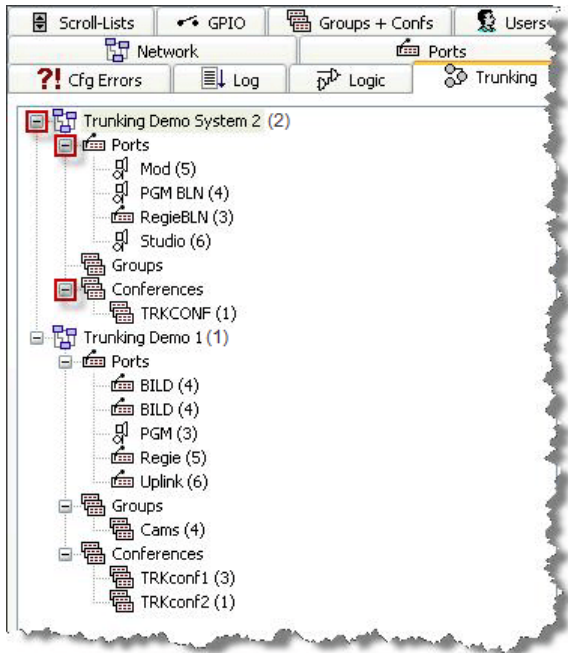 Scroll-Lists GPIO Groups + Confs Users
Network Ports
?! Cfg Errors Log Logic Trunking
Trunking Demo System 2 (2)
Ports
Mod (5)
PGM BLN (4)
RegieBLN (3)
Studio (6)
Groups
Conferences
TRKCONF (1)
Trunking Demo 1 (1)
Ports
BILD (4)
BILD (4)
PGM (3)
Regie (5)
Uplink (6)
Groups
Cams (4)
Conferences
TRKconf1 (3)
TRKconf2 (1)